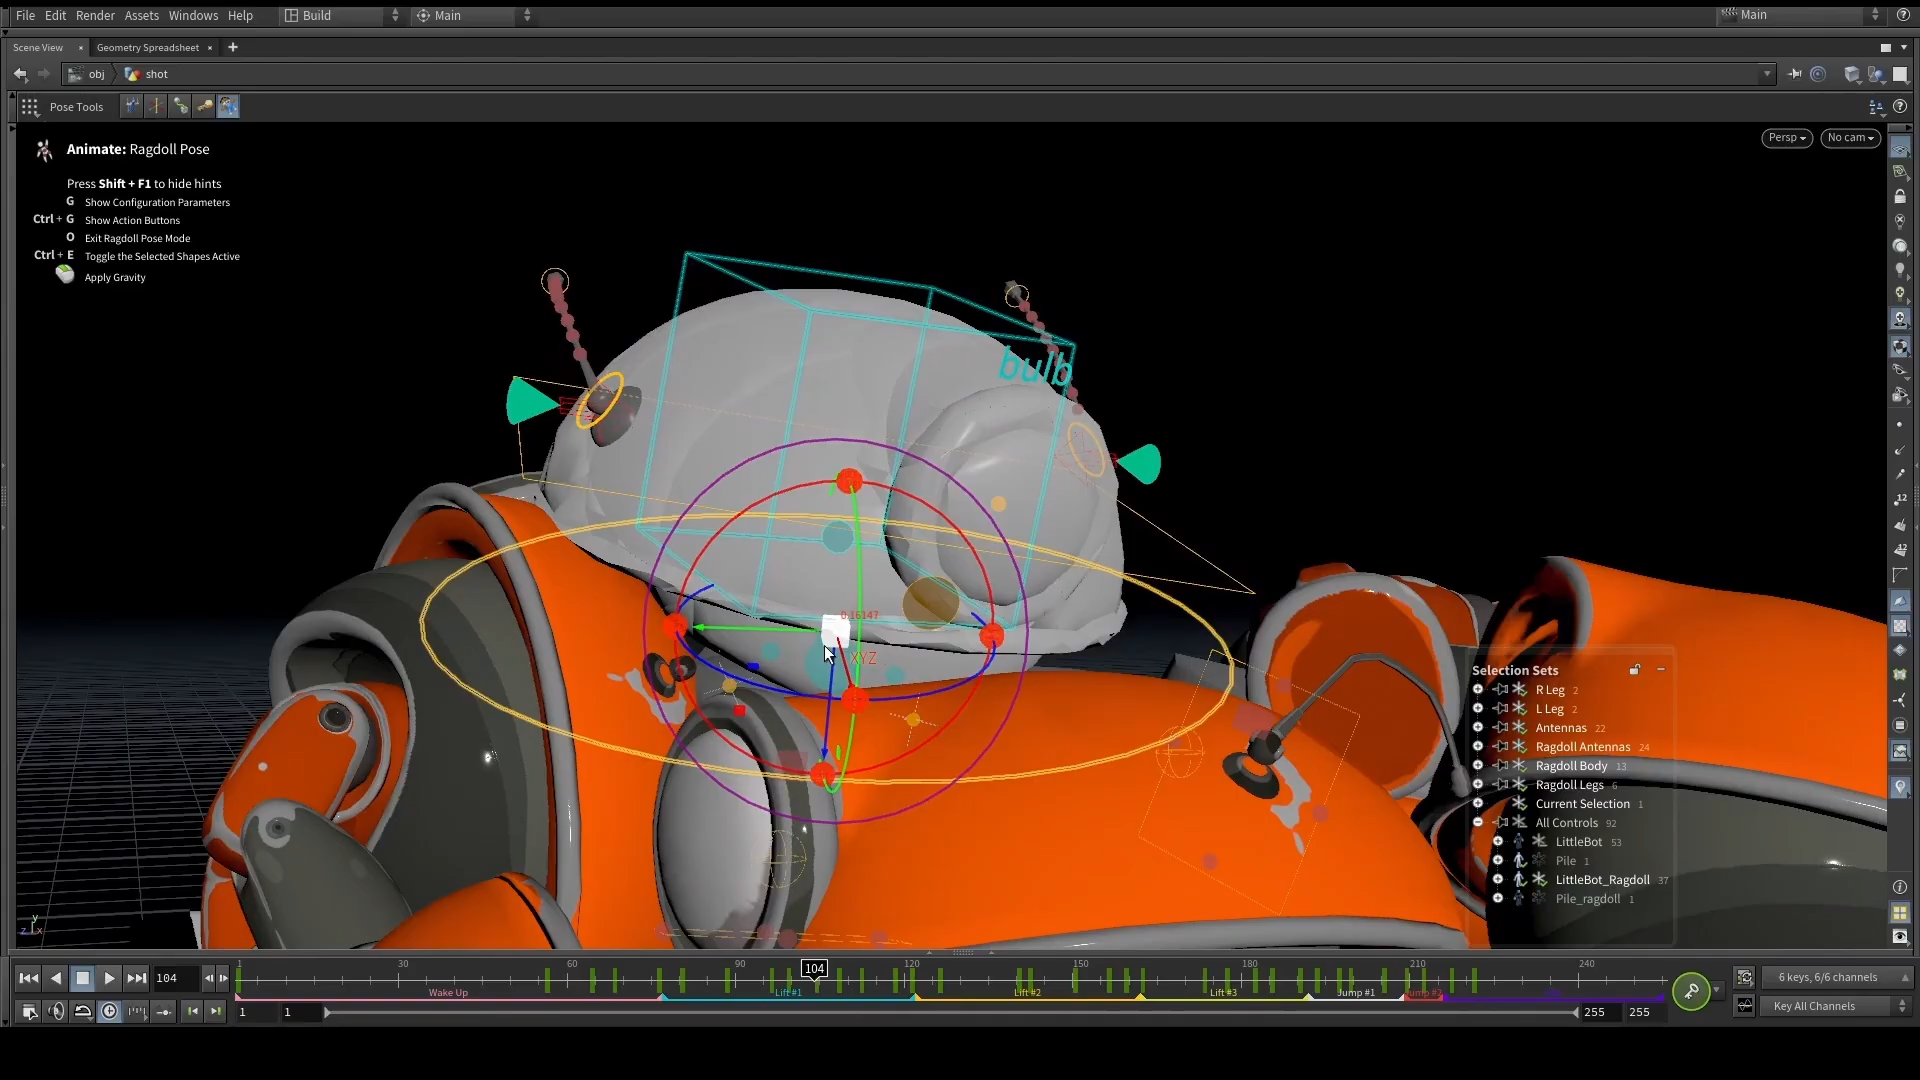 File Edit Render Assets Windows Help Build Main Main
Scene View × Geometry Spreadsheet × +
obj shot
Pose Tools
Persp No cam
Animate: Ragdoll Pose
Press Shift + F1 to hide hints
G Show Configuration Parameters
Ctrl + G Show Action Buttons
O Exit Ragdoll Pose Mode
Ctrl + E Toggle the Selected Shapes Active
Apply Gravity
bulb
0.16147
XYZ
Selection Sets
R Leg 2
L Leg 2
Antennas 22
Ragdoll Antennas 24
Ragdoll Body 13
Ragdoll Legs 6
Current Selection 1
All Controls 92
LittleBot 53
Pile 1
LittleBot_Ragdoll 37
Pile_ragdoll 1
y
z x
104 1 30 60 90 104 120 150 180 210 240 6 keys, 6/6 channels
Wake Up Lift #1 Lift #2 Lift #3 Jump #1 Jump #2
1 1 255 255 Key All Channels